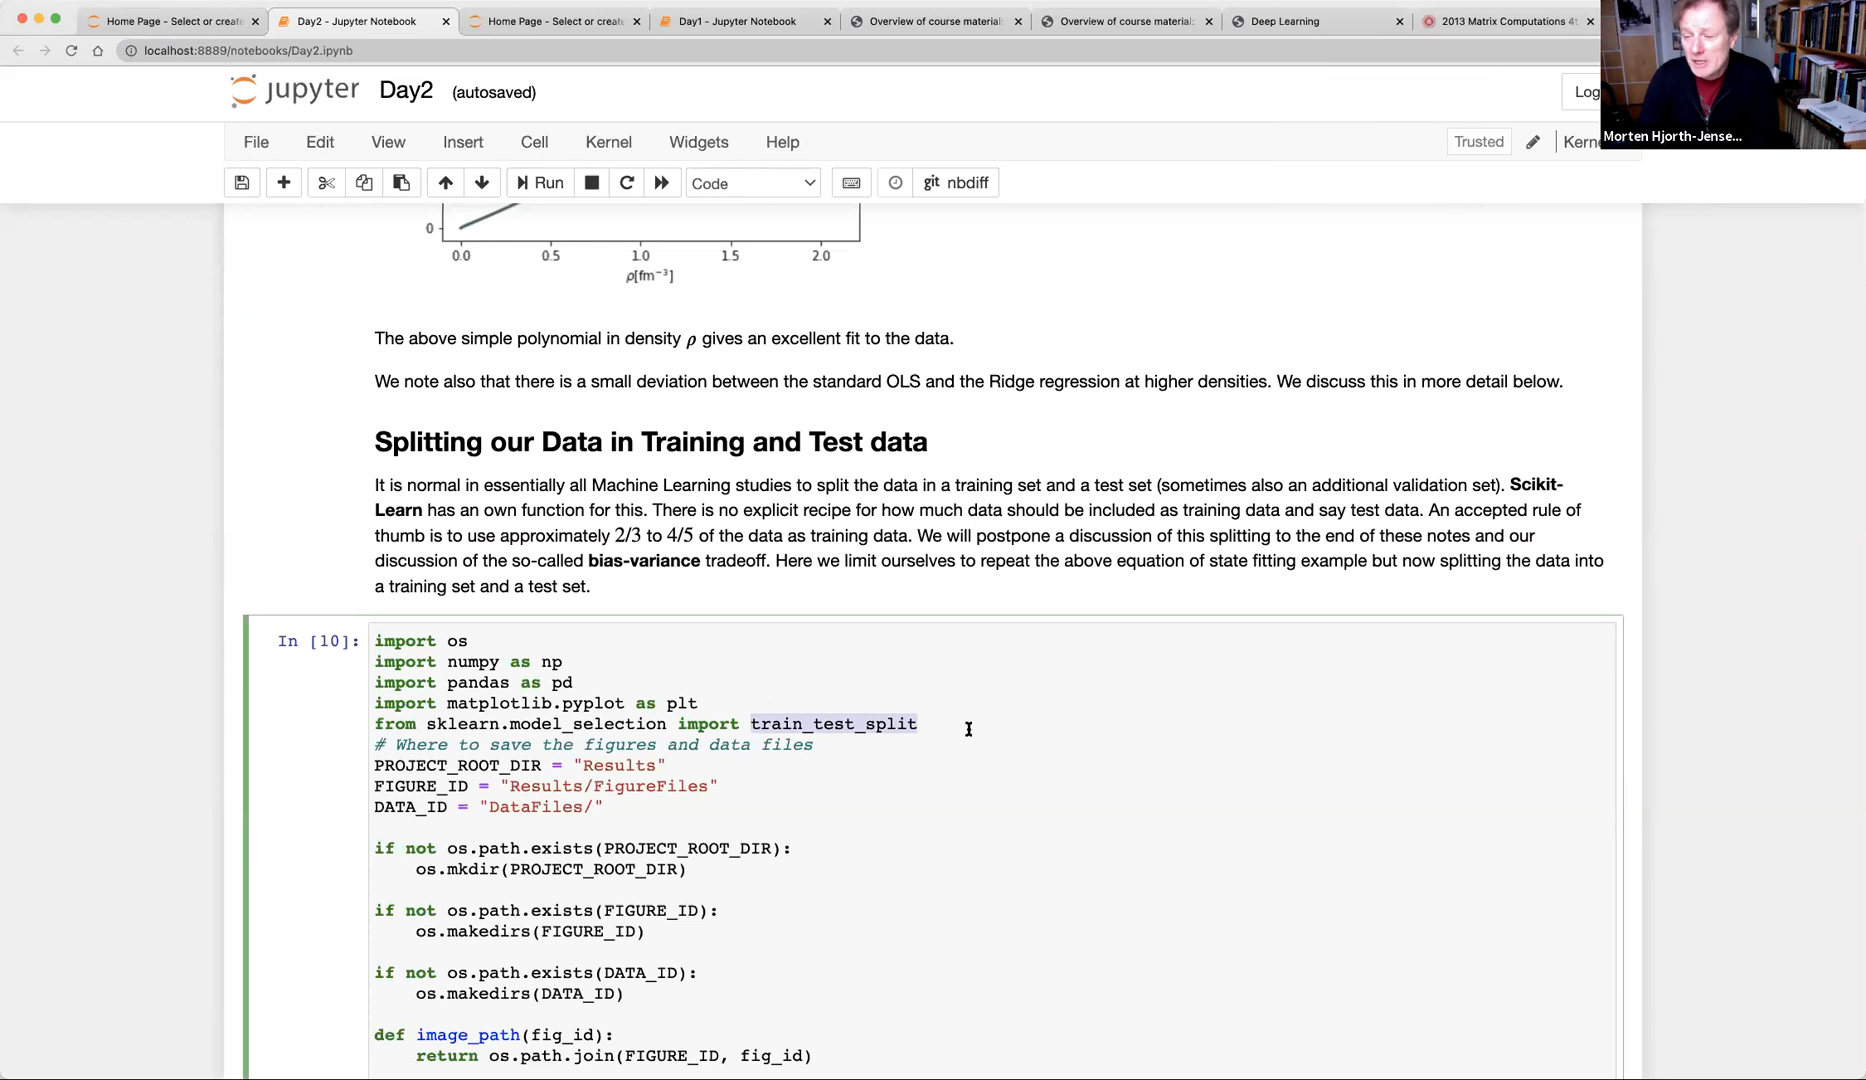 Home Page - Select or create
Day2 - Jupyter Notebook
Home Page - Select or create
Day1 - Jupyter Notebook
Overview of course material:
Overview of course material:
Deep Learning
2013 Matrix Computations 4t
localhost:8889/notebooks/Day2.ipynb
jupyter Day2 (autosaved)
Log
Morten Hjorth-Jense...
File Edit View Insert Cell Kernel Widgets Help
Trusted
Kerne
Run
Code
git nbdiff
0
0.0 0.5 1.0 1.5 2.0
ρ[fm⁻³]
The above simple polynomial in density ρ gives an excellent fit to the data.
We note also that there is a small deviation between the standard OLS and the Ridge regression at higher densities. We discuss this in more detail below.
Splitting our Data in Training and Test data
It is normal in essentially all Machine Learning studies to split the data in a training set and a test set (sometimes also an additional validation set). Scikit-
Learn has an own function for this. There is no explicit recipe for how much data should be included as training data and say test data. An accepted rule of
thumb is to use approximately 2/3 to 4/5 of the data as training data. We will postpone a discussion of this splitting to the end of these notes and our
discussion of the so-called bias-variance tradeoff. Here we limit ourselves to repeat the above equation of state fitting example but now splitting the data into
a training set and a test set.
In [10]:
import os
import numpy as np
import pandas as pd
import matplotlib.pyplot as plt
from sklearn.model_selection import train_test_split
# Where to save the figures and data files
PROJECT_ROOT_DIR = "Results"
FIGURE_ID = "Results/FigureFiles"
DATA_ID = "DataFiles/"
if not os.path.exists(PROJECT_ROOT_DIR):
os.mkdir(PROJECT_ROOT_DIR)
if not os.path.exists(FIGURE_ID):
os.makedirs(FIGURE_ID)
if not os.path.exists(DATA_ID):
os.makedirs(DATA_ID)
def image_path(fig_id):
return os.path.join(FIGURE_ID, fig_id)